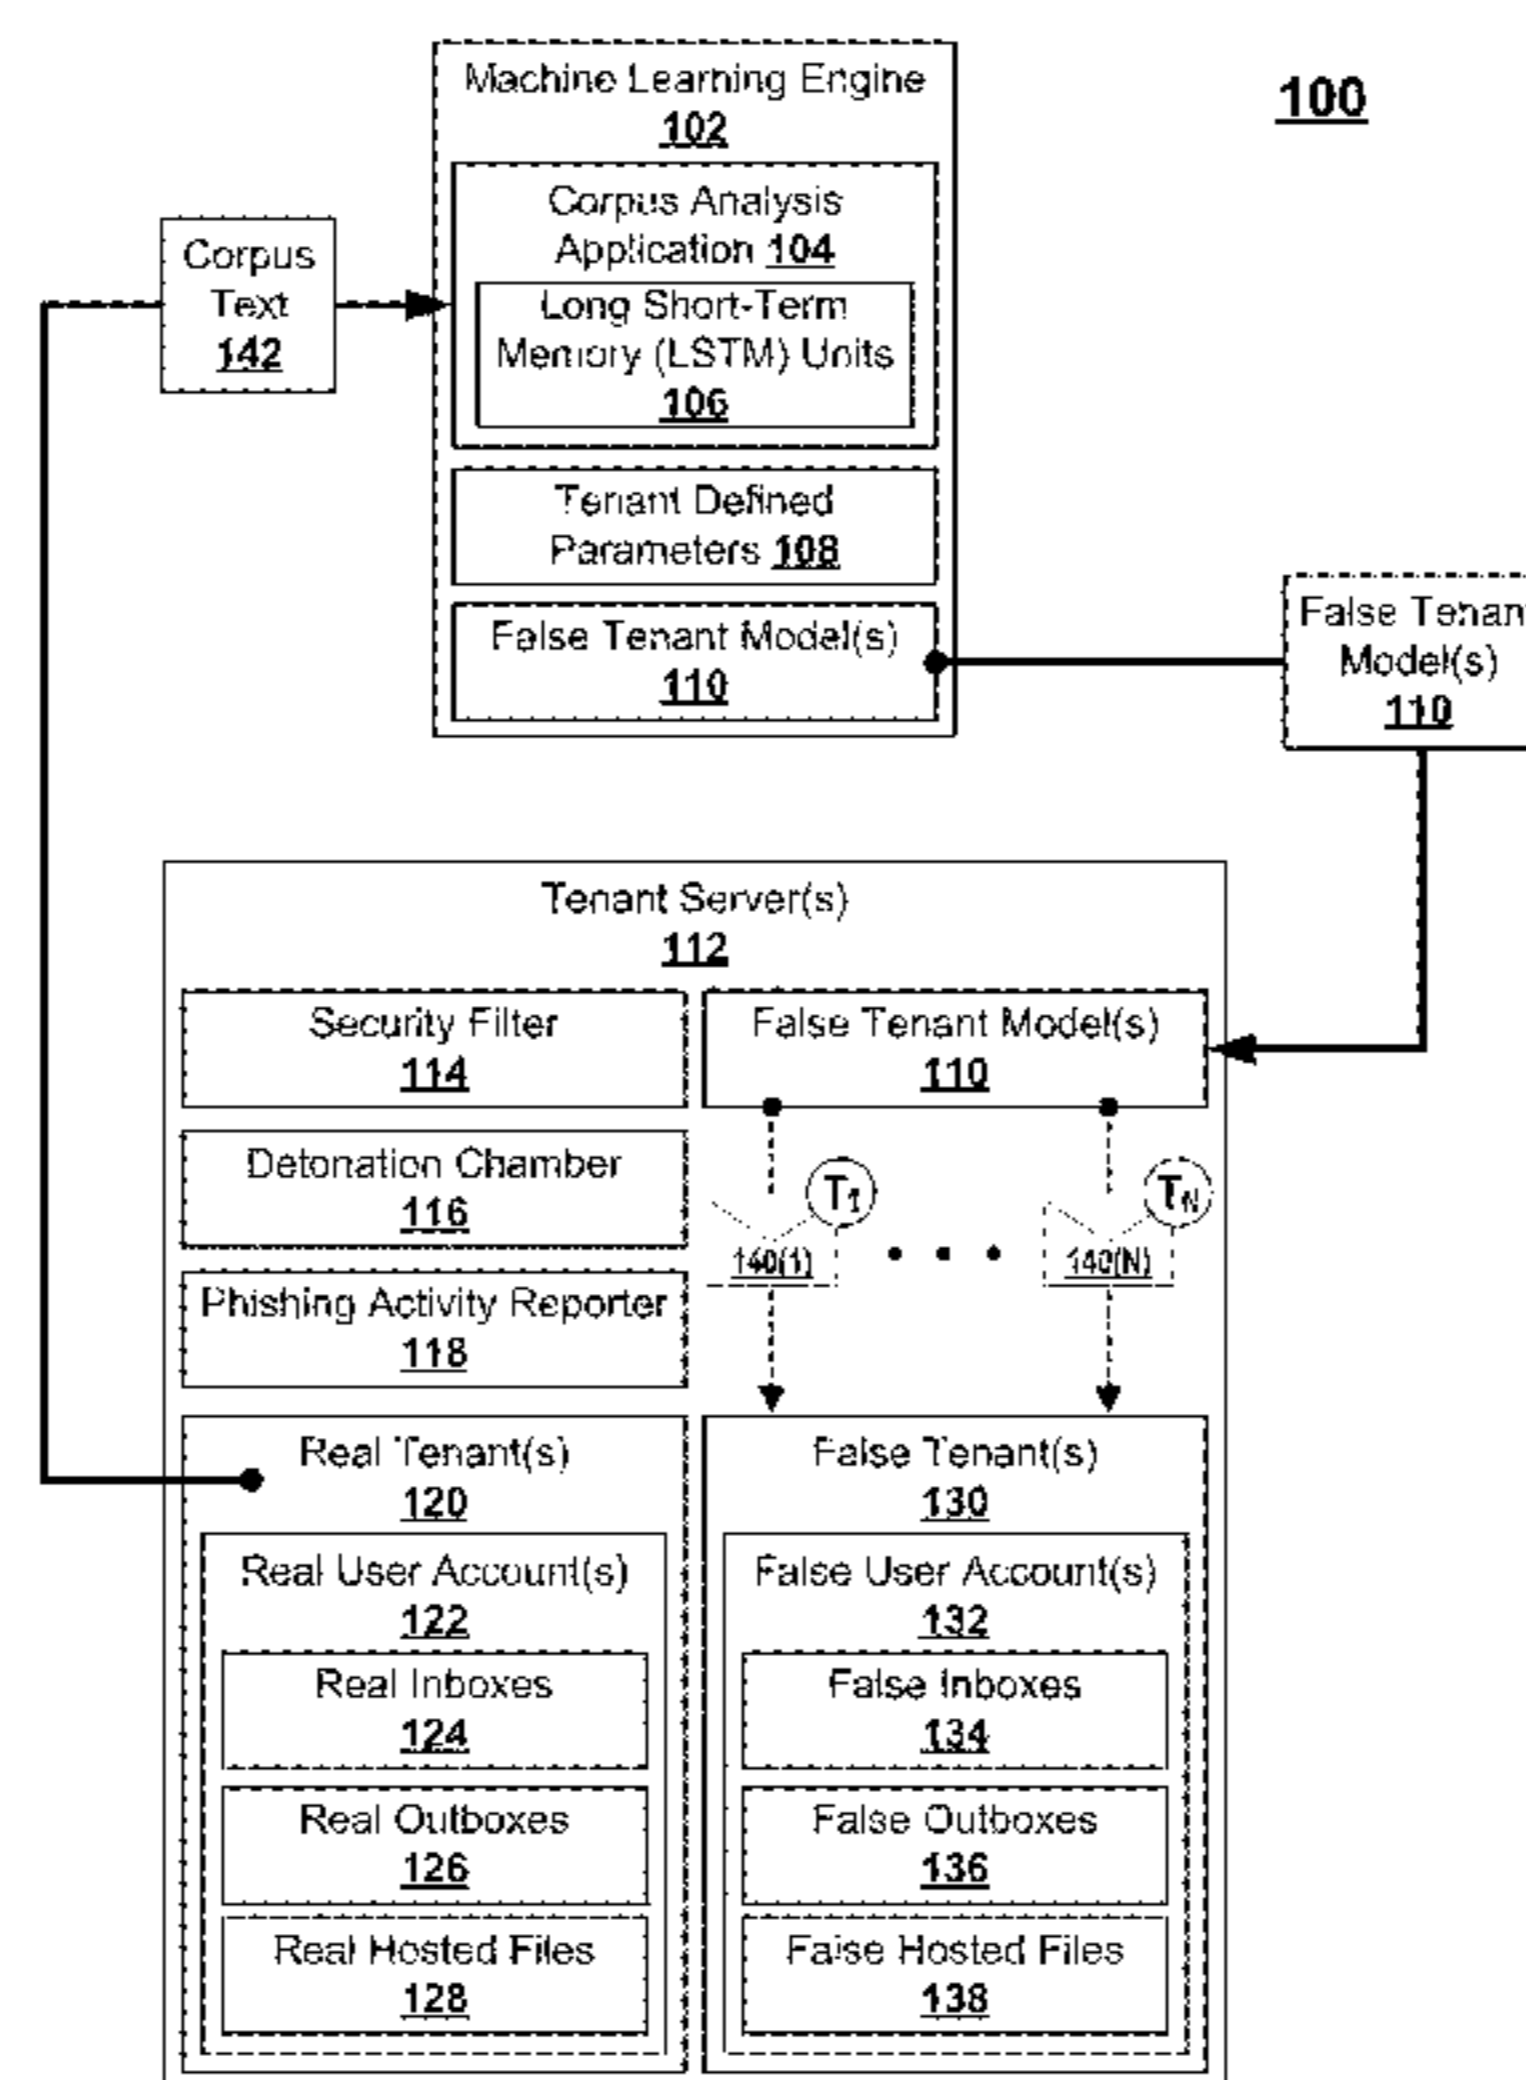 100
Machine Learning Engine
102
Corpus Analysis
Application 104
Long Short-Term
Memory (LSTM) Units
106
Tenant Defined
Parameters 108
False Tenant Model(s)
110
Corpus
Text
142
False Tenan
Model(s)
110
Tenant Server(s)
112
Security Filter
114
False Tenant Model(s)
110
Detonation Chamber
116
Phishing Activity Reporter
118
T1
140(1)
• • •
TN
140(N)
Real Tenant(s)
120
Real User Account(s)
122
Real Inboxes
124
Real Outboxes
126
Real Hosted Files
128
False Tenant(s)
130
False User Account(s)
132
False Inboxes
134
False Outboxes
136
False Hosted Files
138